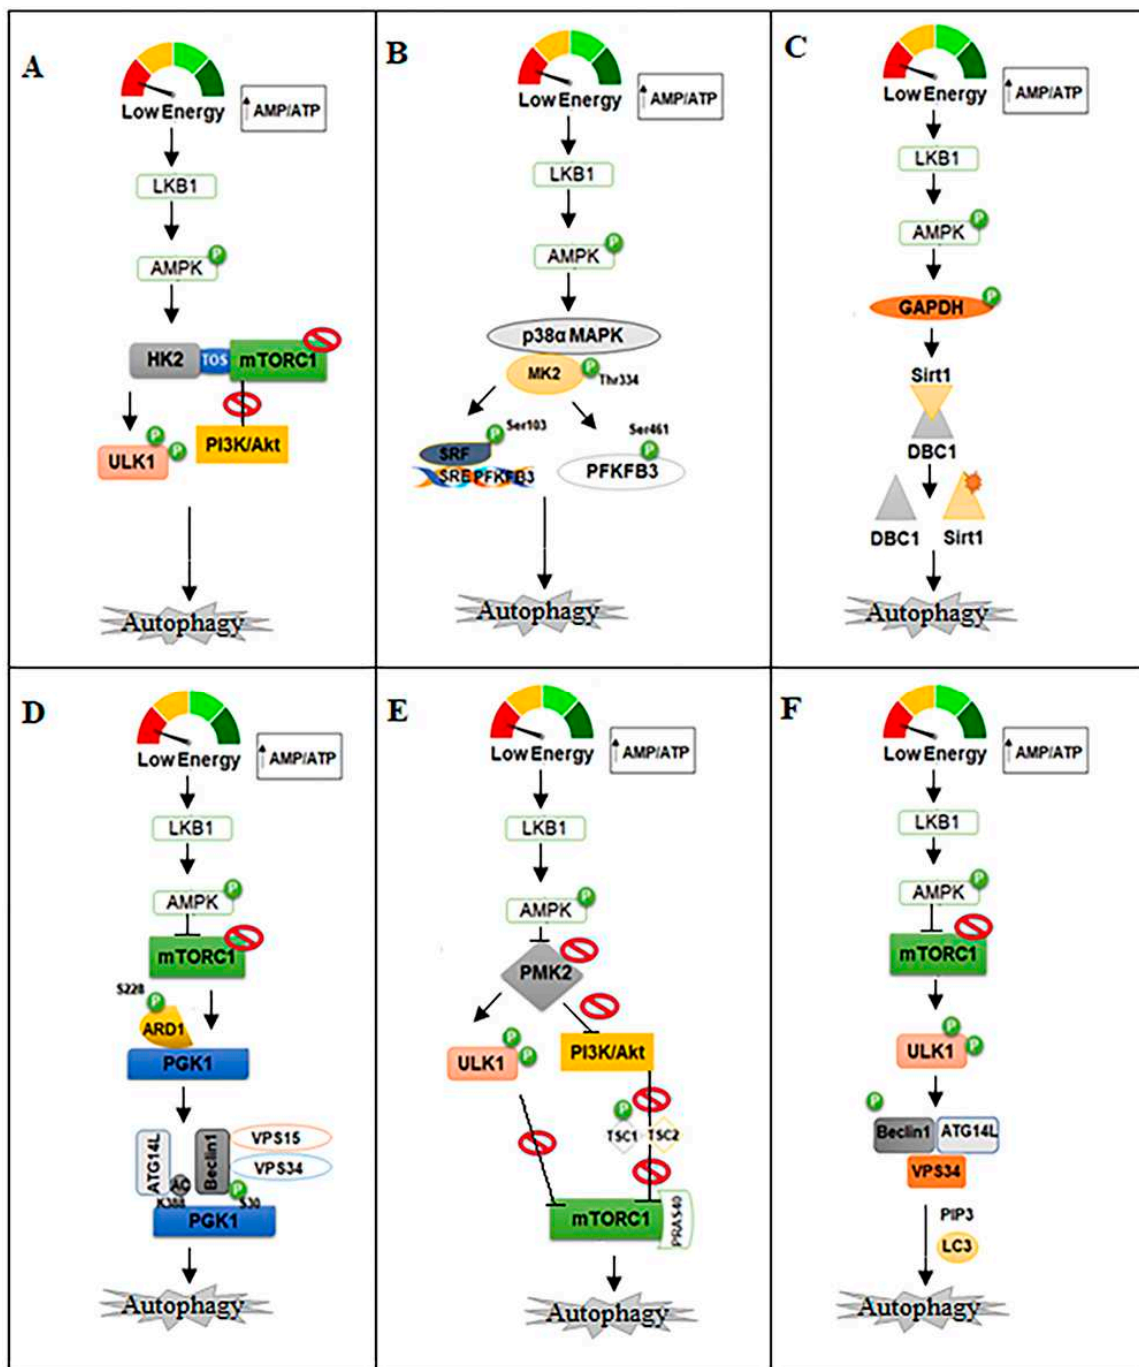 A
Low Energy
AMP/ATP
LKB1
AMPK
P
HK2
TOS
mTORC1
P
P
ULK1
PI3K/Akt
Autophagy
B
Low Energy
AMP/ATP
LKB1
AMPK
P
p38α MAPK
MK2
P
Thr334
Ser103
P
SRF
SRE PFKFB3
Ser461
P
PFKFB3
Autophagy
C
Low Energy
AMP/ATP
LKB1
AMPK
P
GAPDH
P
Sirt1
DBC1
DBC1
Sirt1
Autophagy
D
Low Energy
AMP/ATP
LKB1
AMPK
P
mTORC1
S228
P
ARD1
PGK1
ATG14L
Beclin1
VPS15
VPS34
AC
K388
P
S30
PGK1
Autophagy
E
Low Energy
AMP/ATP
LKB1
AMPK
P
PMK2
P
P
ULK1
PI3K/Akt
P
TSC1
TSC2
mTORC1
PRAS40
Autophagy
F
Low Energy
AMP/ATP
LKB1
AMPK
P
mTORC1
P
P
ULK1
P
Beclin1
ATG14L
VPS34
PIP3
LC3
Autophagy